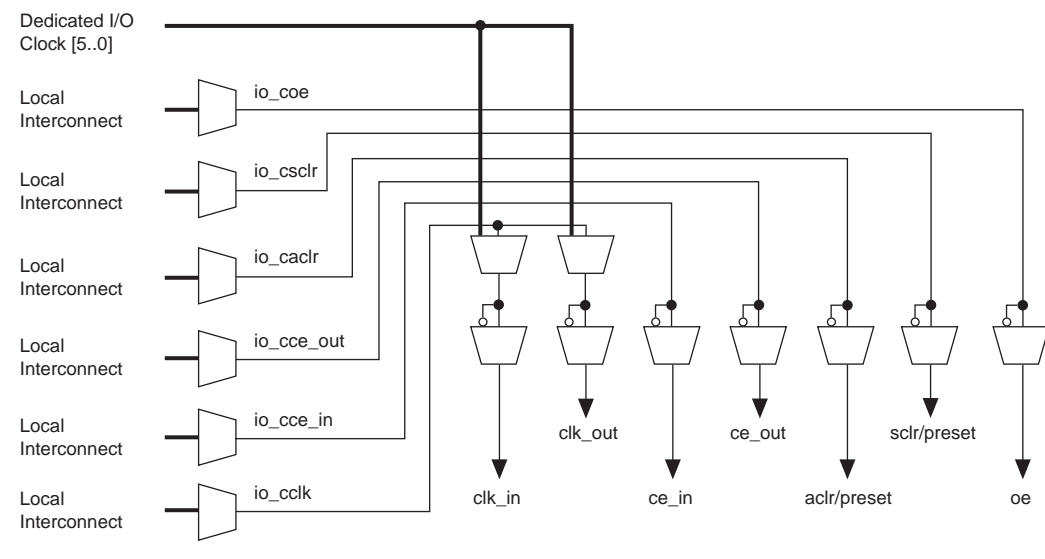 Dedicated I/O
Clock [5..0]
Local
Interconnect
io_coe
Local
Interconnect
io_csclr
Local
Interconnect
io_caclr
Local
Interconnect
io_cce_out
Local
Interconnect
io_cce_in
Local
Interconnect
io_cclk
clk_out
ce_out
sclr/preset
clk_in
ce_in
aclr/preset
oe